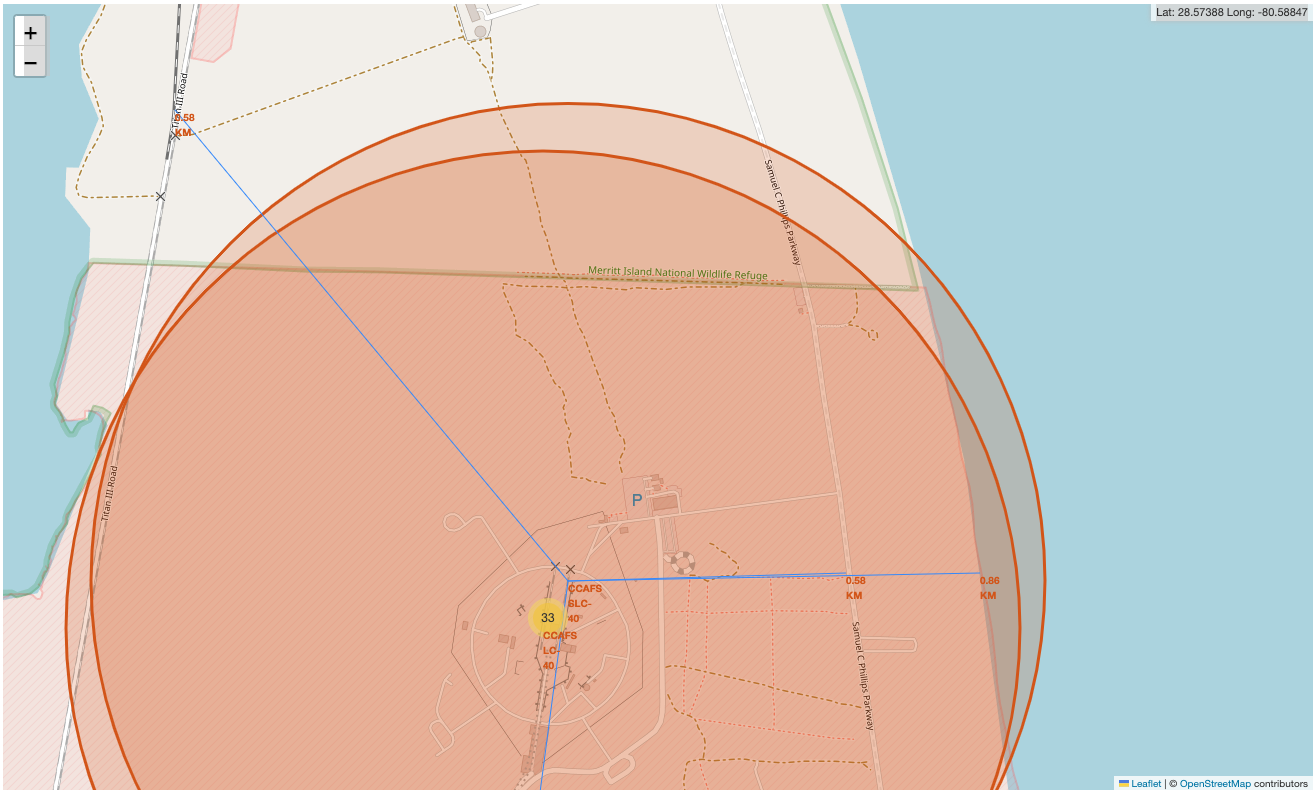 +
−
Lat: 28.57388 Long: -80.58847
Titan III Road
KM
Samuel C Phillips Parkway
Merritt Island National Wildlife Refuge
Titan III Road
P
CCAFS
SLC-
40
33
CCAFS
LC-
40
0.58
KM
0.86
KM
Samuel C Phillips Parkway
Leaflet | © OpenStreetMap contributors